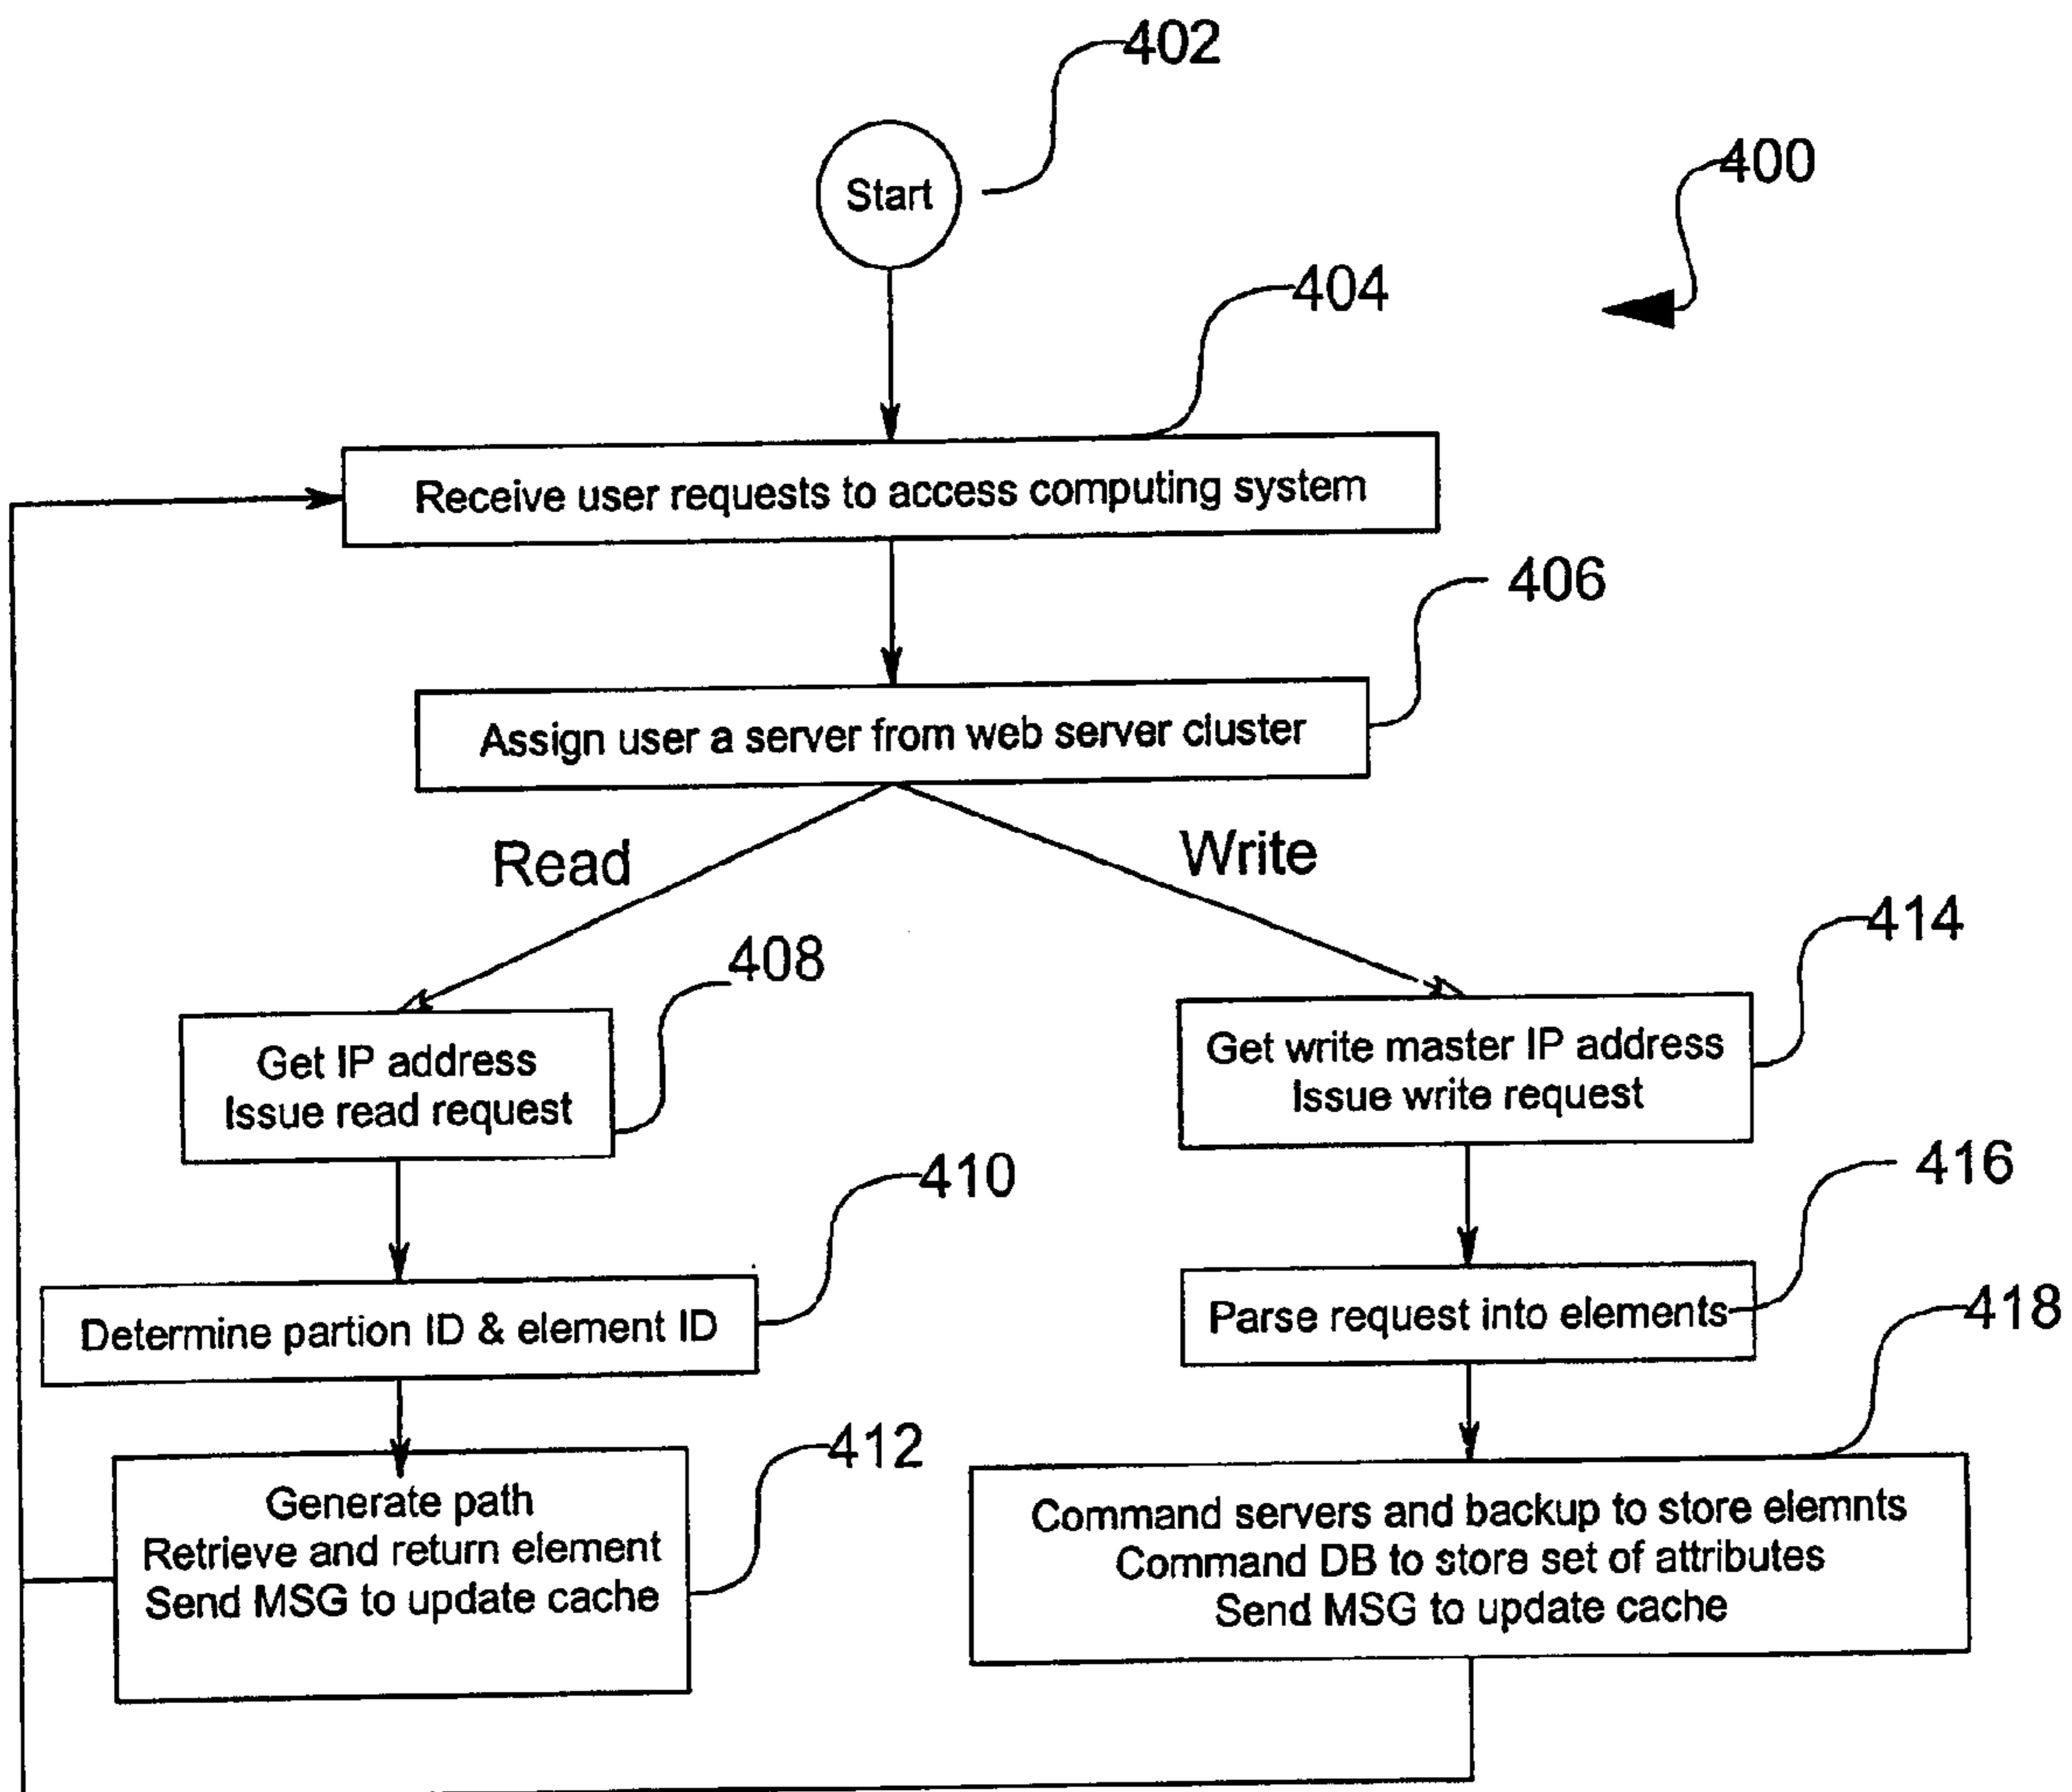 402
Start
400
404
Receive user requests to access computing system
406
Assign user a server from web server cluster
Read
Write
408
414
Get IP address
Issue read request
Get write master IP address
Issue write request
410
416
Determine partion ID & element ID
Parse request into elements
418
412
Generate path
Retrieve and return element
Send MSG to update cache
Command servers and backup to store elemnts
Command DB to store set of attributes
Send MSG to update cache